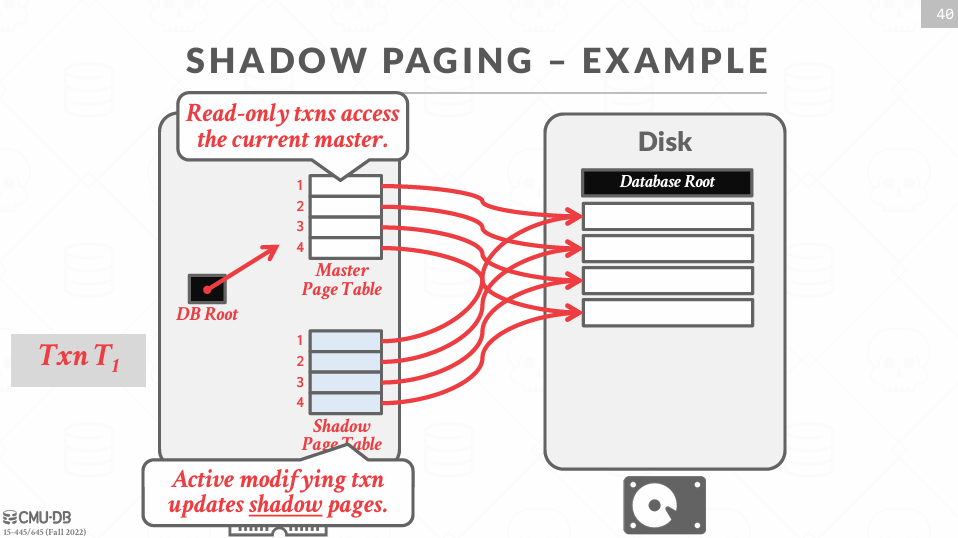 40
SHADOW PAGING – EXAMPLE
Read-only txns access
the current master.
Disk
Database Root
1
2
3
4
Master
Page Table
DB Root
Txn T1
1
2
3
4
Shadow
Page Table
Active modifying txn
updates shadow pages.
CMU·DB
15-445/645 (Fall 2022)